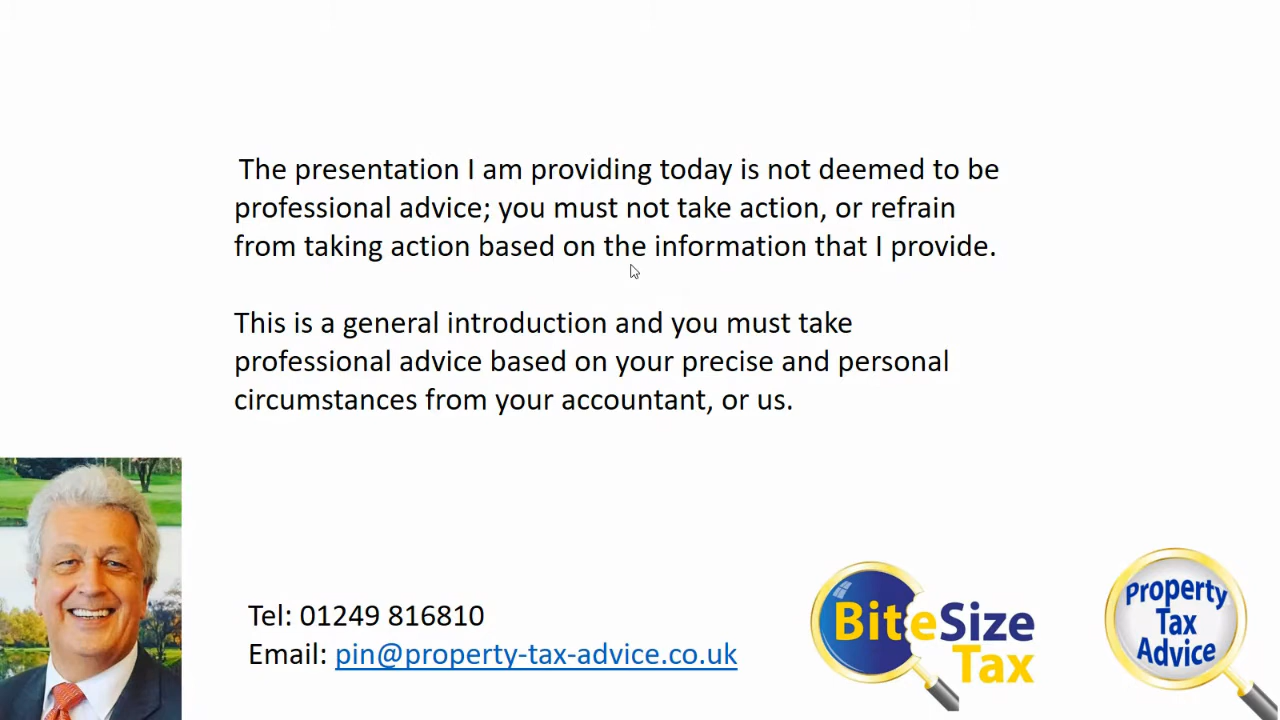 The presentation I am providing today is not deemed to be
professional advice; you must not take action, or refrain
from taking action based on the information that I provide.
This is a general introduction and you must take
professional advice based on your precise and personal
circumstances from your accountant, or us.
Tel: 01249 816810
Email: pin@property-tax-advice.co.uk
BiteSize
Tax
Property
Tax
Advice